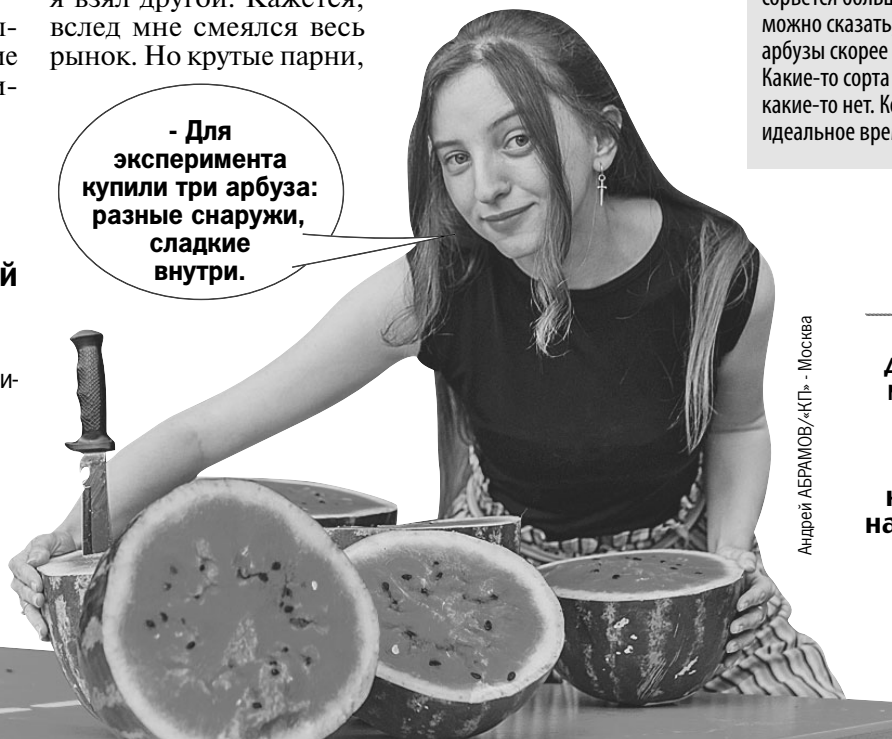 я взял другой. Кажется,
вслед мне смеялся весь
рынок. Но крутые парни,
- Для
эксперимента
купили три арбуза:
разные снаружи,
сладкие
внутри.
можно сказать
арбузы скорее
Какие-то сорта
какие-то нет.
идеальное
Андрей АБРАМОВ/«КП» - Москва